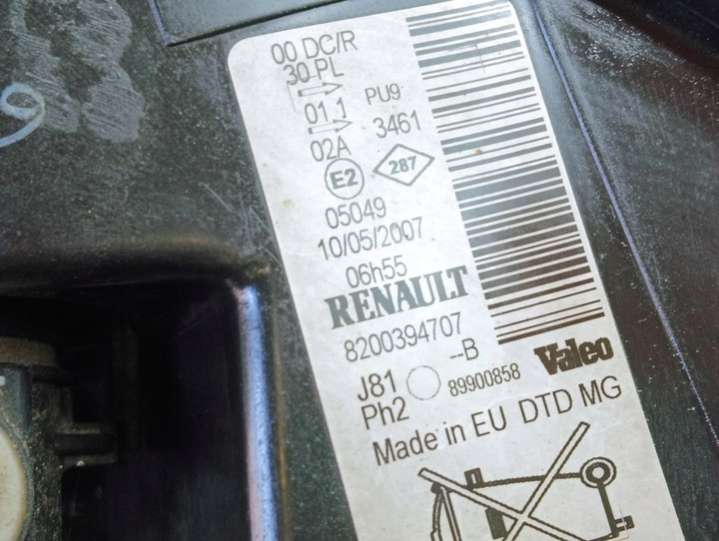 00 DC/R
30 PL
01 1 PU9
02A 3461
E2 287
05049
10/05/2007
06h55
RENAULT
8200394707
--B
J81
Ph2 89900858 Valeo
Made in EU DTD MG